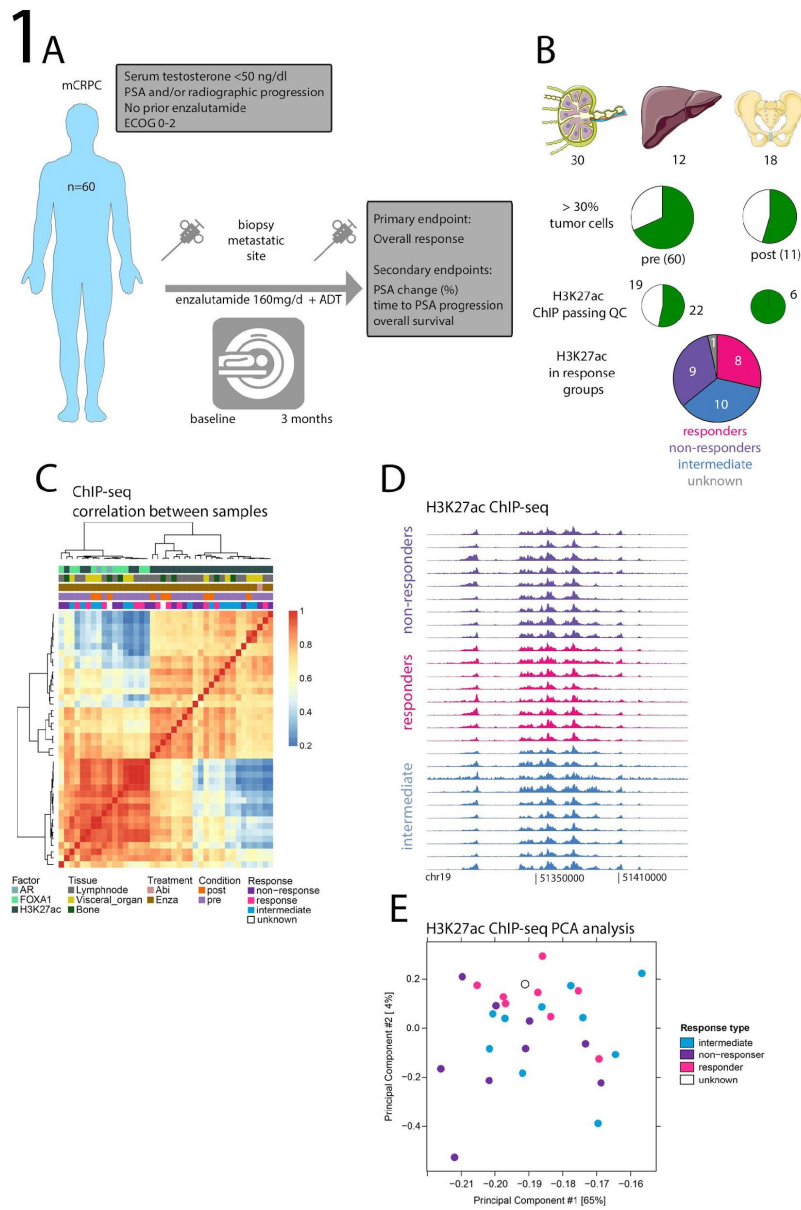 1A
mCRPC
Serum testosterone <50 ng/dl
PSA and/or radiographic progression
No prior enzalutamide
ECOG 0-2
n=60
biopsy
metastatic
site
enzalutamide 160mg/d + ADT
baseline
3 months
Primary endpoint:
Overall response
Secondary endpoints:
PSA change (%)
time to PSA progression
overall survival
B
30
12
18
> 30%
tumor cells
pre (60)
post (11)
H3K27ac
ChIP passing QC
19
22
6
H3K27ac
in response
groups
1
8
9
10
responders
non-responders
intermediate
unknown
C
ChIP-seq
correlation between samples
1
0.8
0.6
0.4
0.2
Factor
AR
FOXA1
H3K27ac
Tissue
Lymphnode
Visceral_organ
Bone
Treatment
Abi
Enza
Condition
post
pre
Response
non-response
response
intermediate
unknown
D
H3K27ac ChIP-seq
non-responders
responders
intermediate
chr19
51350000
51410000
E
H3K27ac ChIP-seq PCA analysis
Principal Component #2 [ 4%]
0.2
0.0
−0.2
−0.4
−0.21
−0.20
−0.19
−0.18
−0.17
−0.16
Principal Component #1 [65%]
Response type
intermediate
non-responser
responder
unknown